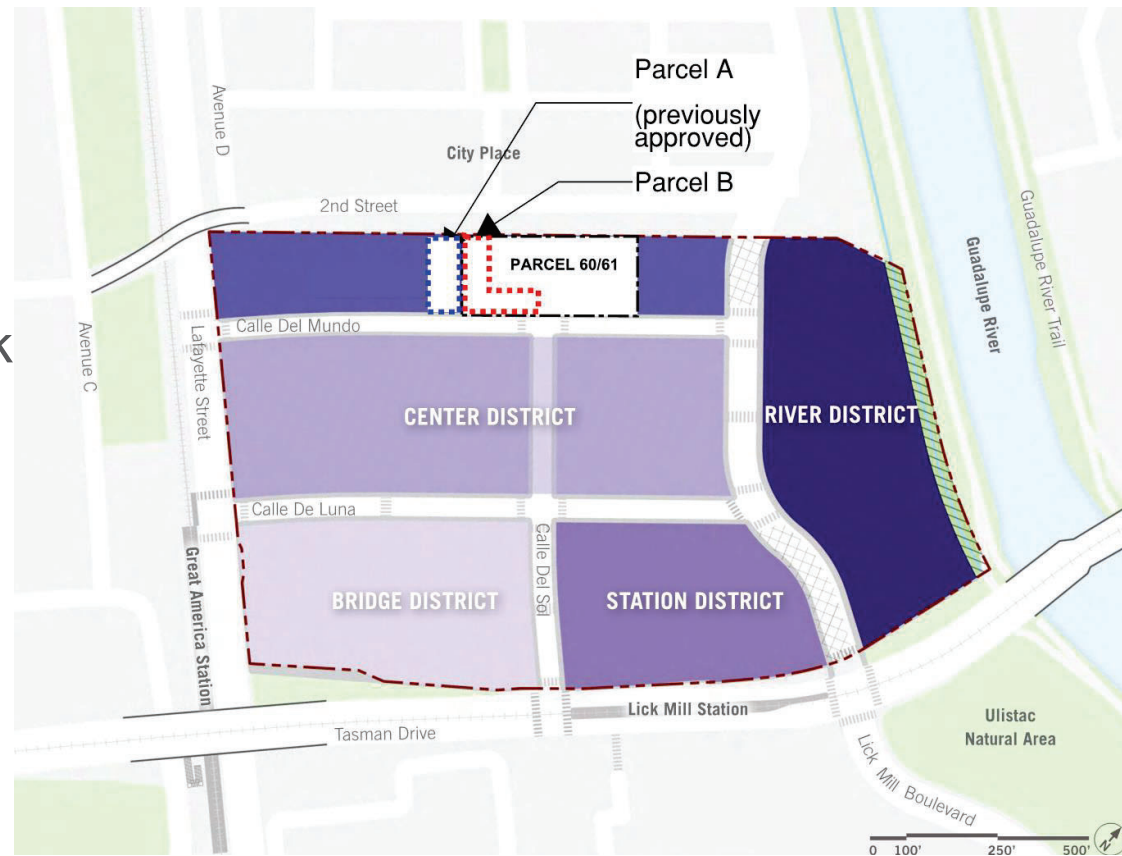 Parcel A
(previously
approved)
Parcel B
Avenue D
City Place
2nd Street
PARCEL 60/61
Guadalupe River Trail
Guadalupe River
k
Avenue C
Lafayette Street
Calle Del Mundo
CENTER DISTRICT
RIVER DISTRICT
Calle De Luna
Calle Del Sol
Great America Station
BRIDGE DISTRICT
STATION DISTRICT
Lick Mill Station
Tasman Drive
Ulistac
Natural Area
Lick Mill Boulevard
0 100' 250' 500'
N